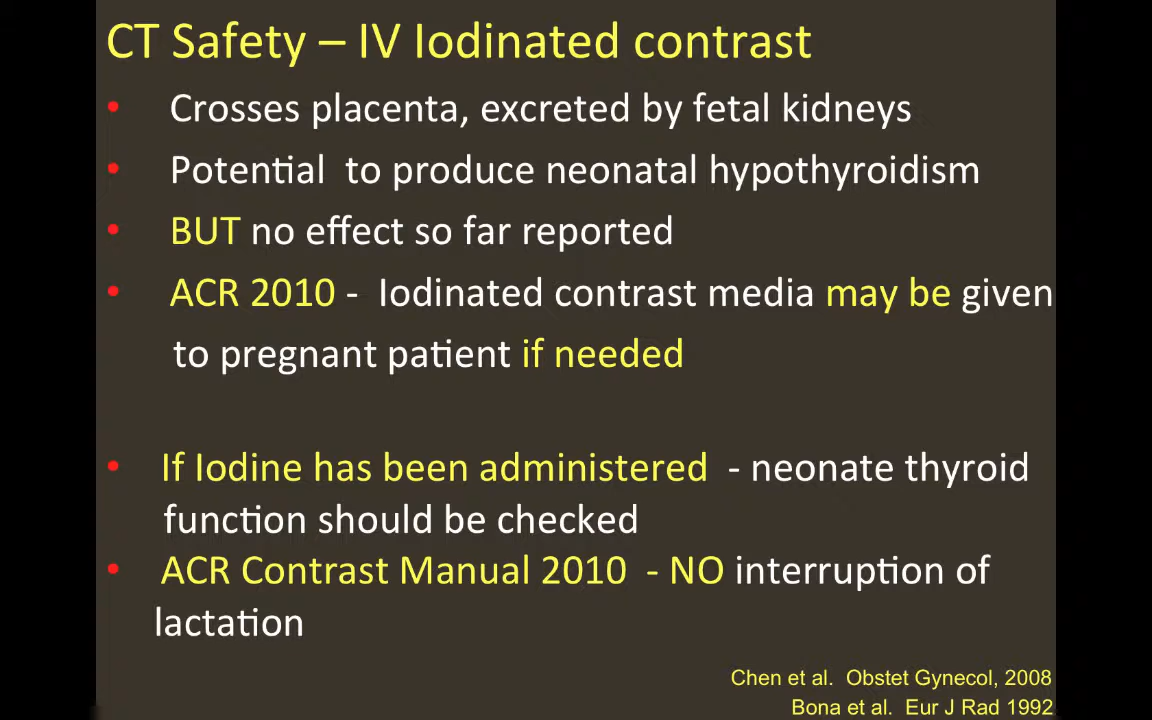 CT Safety – IV Iodinated contrast
• Crosses placenta, excreted by fetal kidneys
• Potential to produce neonatal hypothyroidism
• BUT no effect so far reported
• ACR 2010 - Iodinated contrast media may be given
to pregnant patient if needed
• If Iodine has been administered - neonate thyroid
function should be checked
• ACR Contrast Manual 2010 - NO interruption of
lactation
Chen et al. Obstet Gynecol, 2008
Bona et al. Eur J Rad 1992